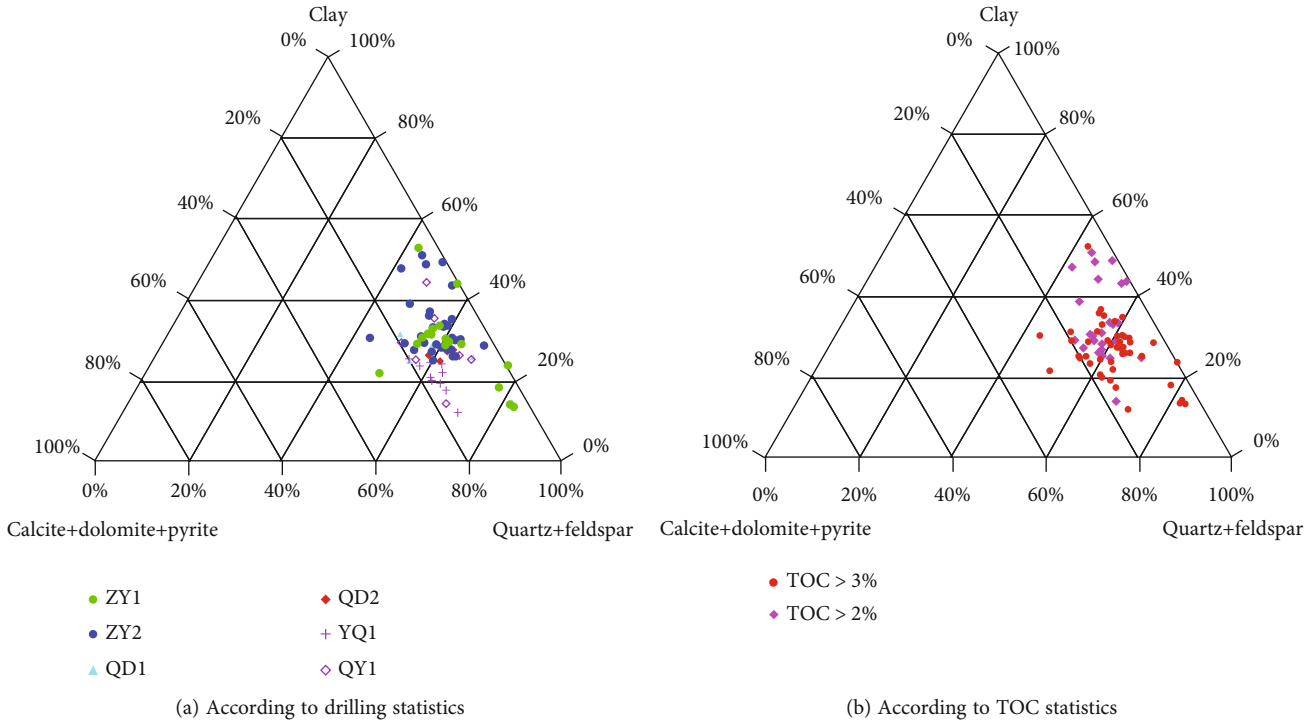 Clay
0% 100%
20% 80%
40% 60%
60% 40%
80% 20%
100% 0%
0% 20% 40% 60% 80% 100%
Calcite+dolomite+pyrite Quartz+feldspar
ZY1 QD2
ZY2 YQ1
QD1 QY1
(a) According to drilling statistics
Clay
0% 100%
20% 80%
40% 60%
60% 40%
80% 20%
100% 0%
0% 20% 40% 60% 80% 100%
Calcite+dolomite+pyrite Quartz+feldspar
TOC > 3%
TOC > 2%
(b) According to TOC statistics